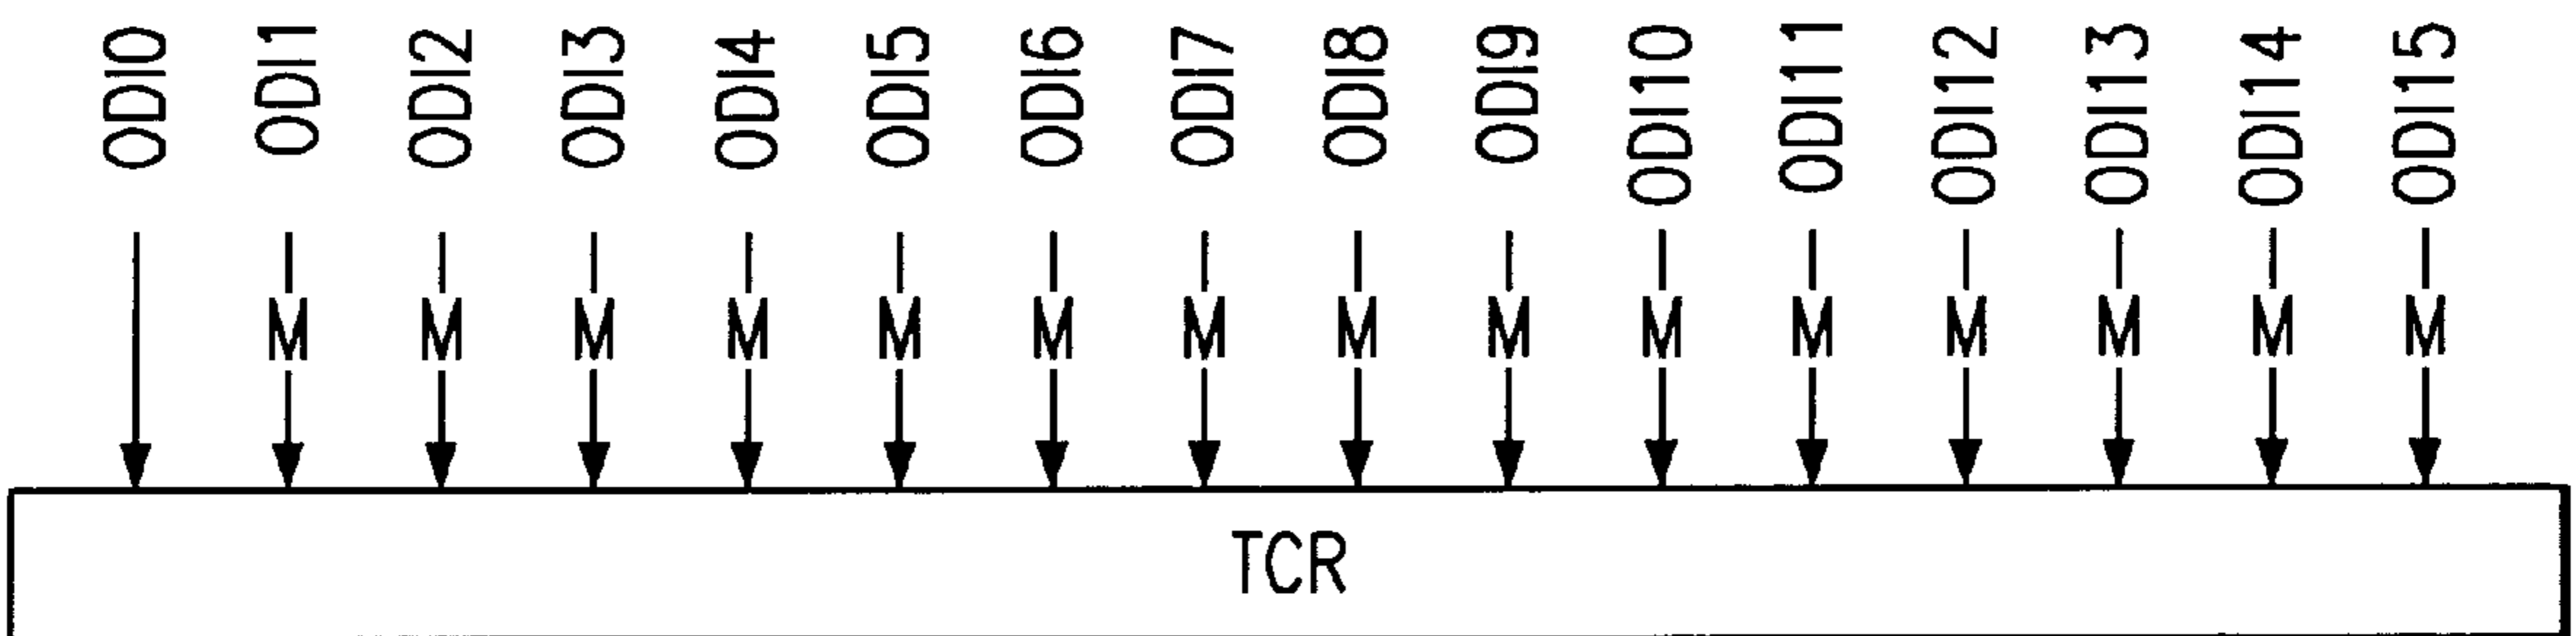 ODI0 ODI1 ODI2 ODI3 ODI4 ODI5 ODI6 ODI7 ODI8 ODI9 ODI10 ODI11 ODI12 ODI13 ODI14 ODI15
M M M M M M M M M M M M M M M
TCR